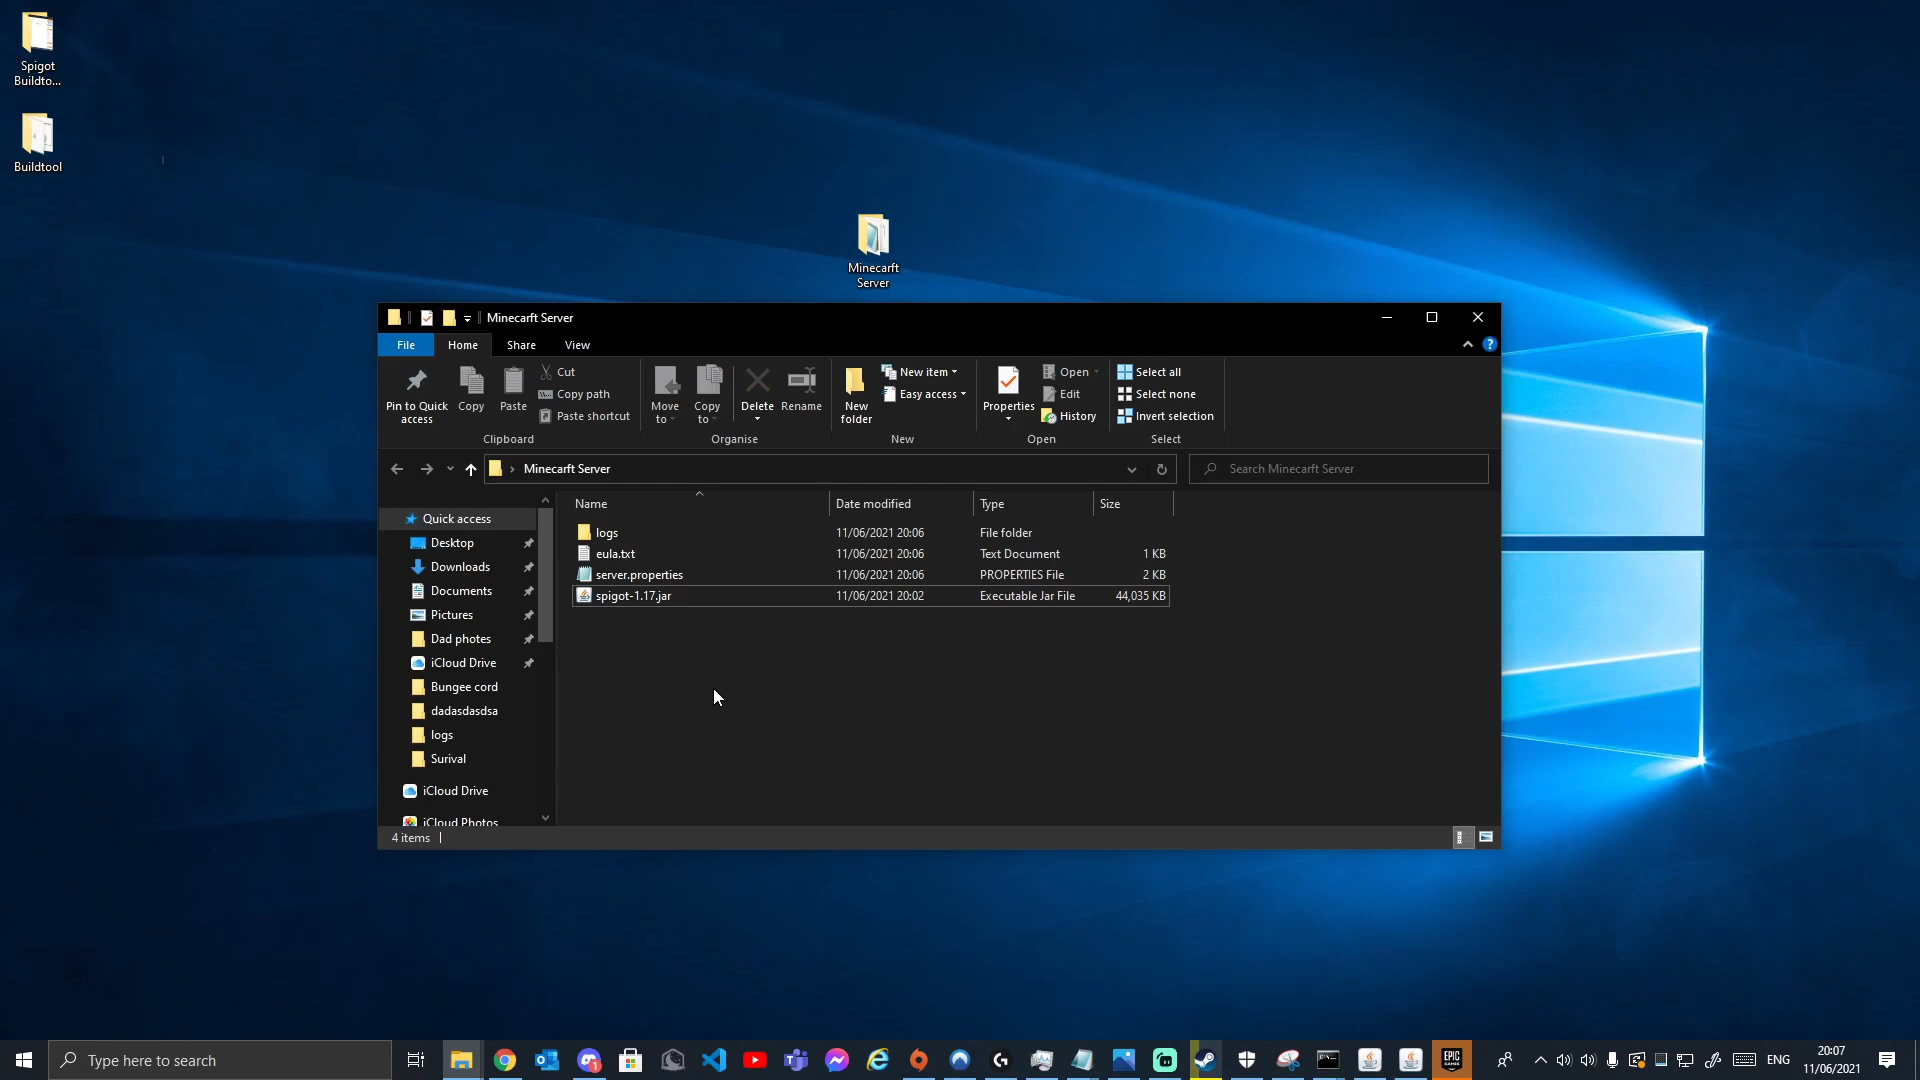 Spigot
Buildto...
Buildtool
Minecarft
Server
Minecarft Server
File
Home
Share
View
Pin to Quick
access
Copy
Paste
Cut
Copy path
Paste shortcut
Clipboard
Move
to
Copy
to
Delete
Rename
Organise
New
folder
New item
Easy access
New
Properties
Open
Edit
History
Open
Select all
Select none
Invert selection
Select
Minecarft Server
Search Minecarft Server
Quick access
Desktop
Downloads
Documents
Pictures
Dad photos
iCloud Drive
Bungee cord
dadasdasdsa
logs
Surival
iCloud Drive
iCloud Photos
Name Date modified Type Size
logs 11/06/2021 20:06 File folder
eula.txt 11/06/2021 20:06 Text Document 1 KB
server.properties 11/06/2021 20:06 PROPERTIES File 2 KB
spigot-1.17.jar 11/06/2021 20:02 Executable Jar File 44,035 KB
4 items
Type here to search
EPIC
GAMES
ENG
20:07
11/06/2021